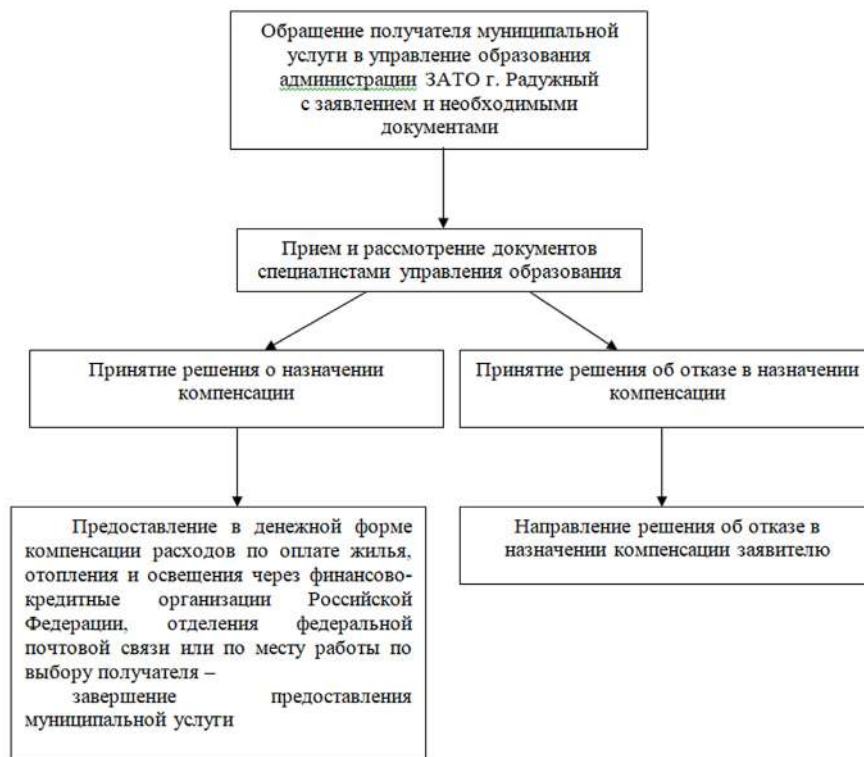 Обращение получателя муниципальной
услуги в управление образования
администрации ЗАТО г. Радужный
с заявлением и необходимыми
документами
Прием и рассмотрение документов
специалистами управления образования
Принятие решения о назначении
компенсации
Принятие решения об отказе в назначении
компенсации
Предоставление в денежной форме
компенсации расходов по оплате жилья,
отопления и освещения через финансово-
кредитные организации Российской
Федерации, отделения федеральной
почтовой связи или по месту работы по
выбору получателя –
завершение предоставления
муниципальной услуги
Направление решения об отказе в
назначении компенсации заявителю